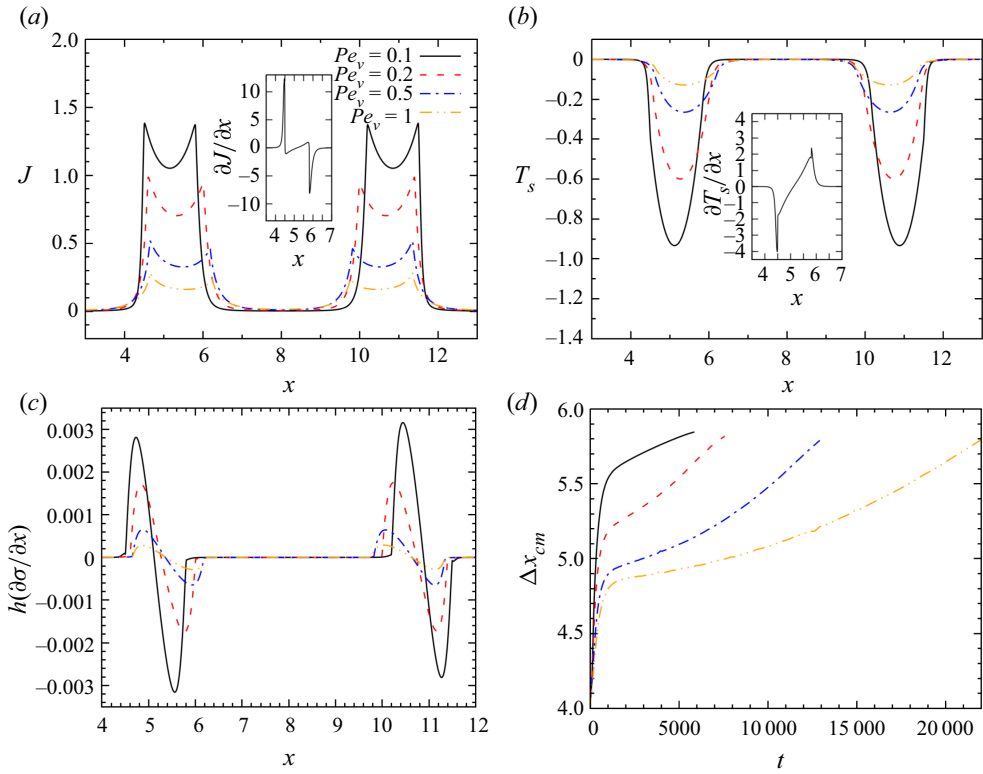 (a)
2.0
1.5
1.0
0.5
0
J
4
6
8
10
12
x
Pe_v = 0.1
Pe_v = 0.2
Pe_v = 0.5
Pe_v = 1
10
5
0
−5
−10
∂J/∂x
4 5 6 7
x
(b)
0
−0.2
−0.4
−0.6
−0.8
−1.0
−1.2
−1.4
T_s
4
6
8
10
12
x
4
3
2
1
0
−1
−2
−3
−4
∂T_s/∂x
4 5 6 7
x
(c)
0.003
0.002
0.001
0
−0.001
−0.002
−0.003
h(∂σ/∂x)
4 5 6 7 8 9 10 11 12
x
(d)
6.0
5.5
5.0
4.5
4.0
Δx_cm
0 5000 10 000 15 000 20 000
t